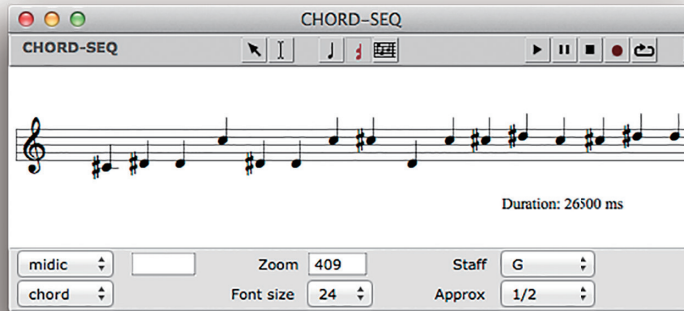 CHORD-SEQ
CHORD-SEQ
Duration: 26500 ms
midic Zoom 409 Staff G
chord Font size 24 Approx 1/2